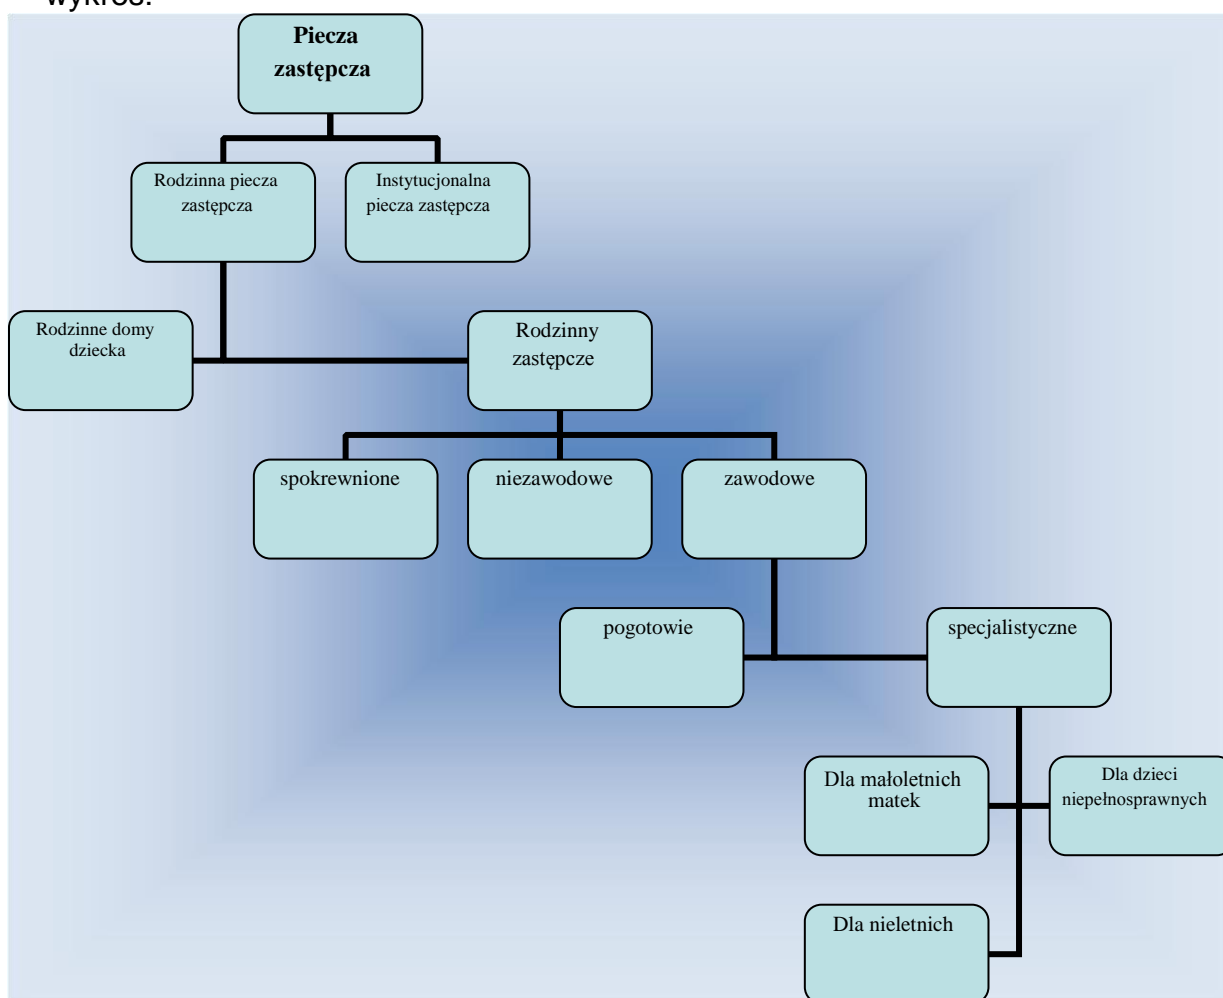 wykres.
Piecza
zastępcza
Rodzinna piecza
zastępcza
Instytucjonalna
piecza zastępcza
Rodzinne domy
dziecka
Rodzinny
zastępcze
spokrewnione
niezawodowe
zawodowe
pogotowie
specjalistyczne
Dla małoletnich
matek
Dla dzieci
niepełnosprawnych
Dla nieletnich